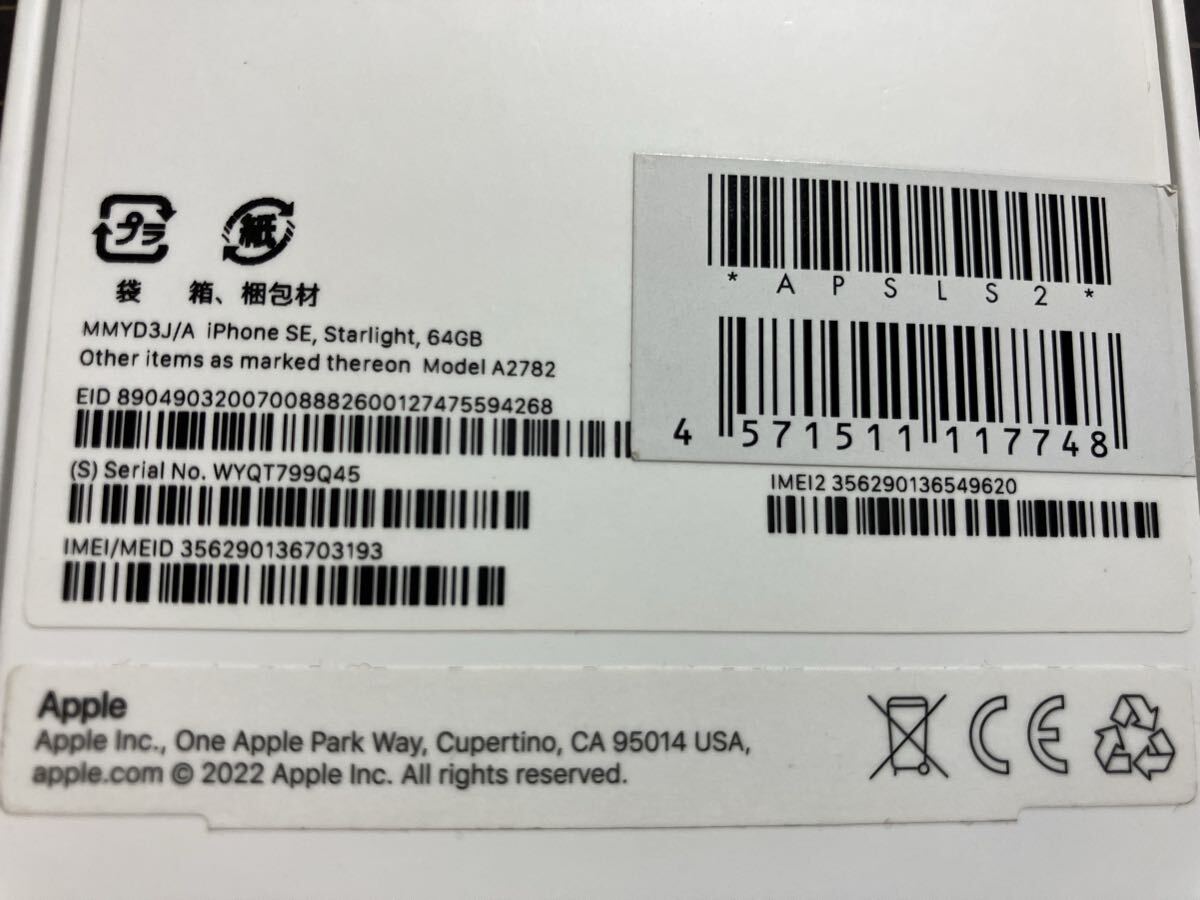 プラ 紙
袋 箱、梱包材
MMYD3J/A iPhone SE, Starlight, 64GB
Other items as marked thereon Model A2782
EID 89049032007008882600127475594268
(S) Serial No. WYQT799Q45
IMEI/MEID 356290136703193
*APSLS2*
4 571511 117748
IMEI2 356290136549620
Apple
Apple Inc., One Apple Park Way, Cupertino, CA 95014 USA,
apple.com © 2022 Apple Inc. All rights reserved.
CE